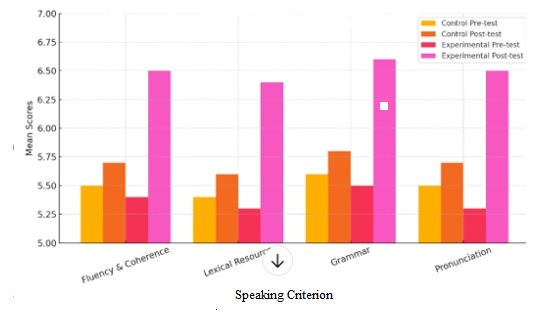 7.00
6.75
6.50
6.25
6.00
5.75
5.50
5.25
5.00
Mean Scores
Control Pre-test
Control Post-test
Experimental Pre-test
Experimental Post-test
Fluency & Coherence
Lexical
Grammar
Pronunciation
Speaking Criterion